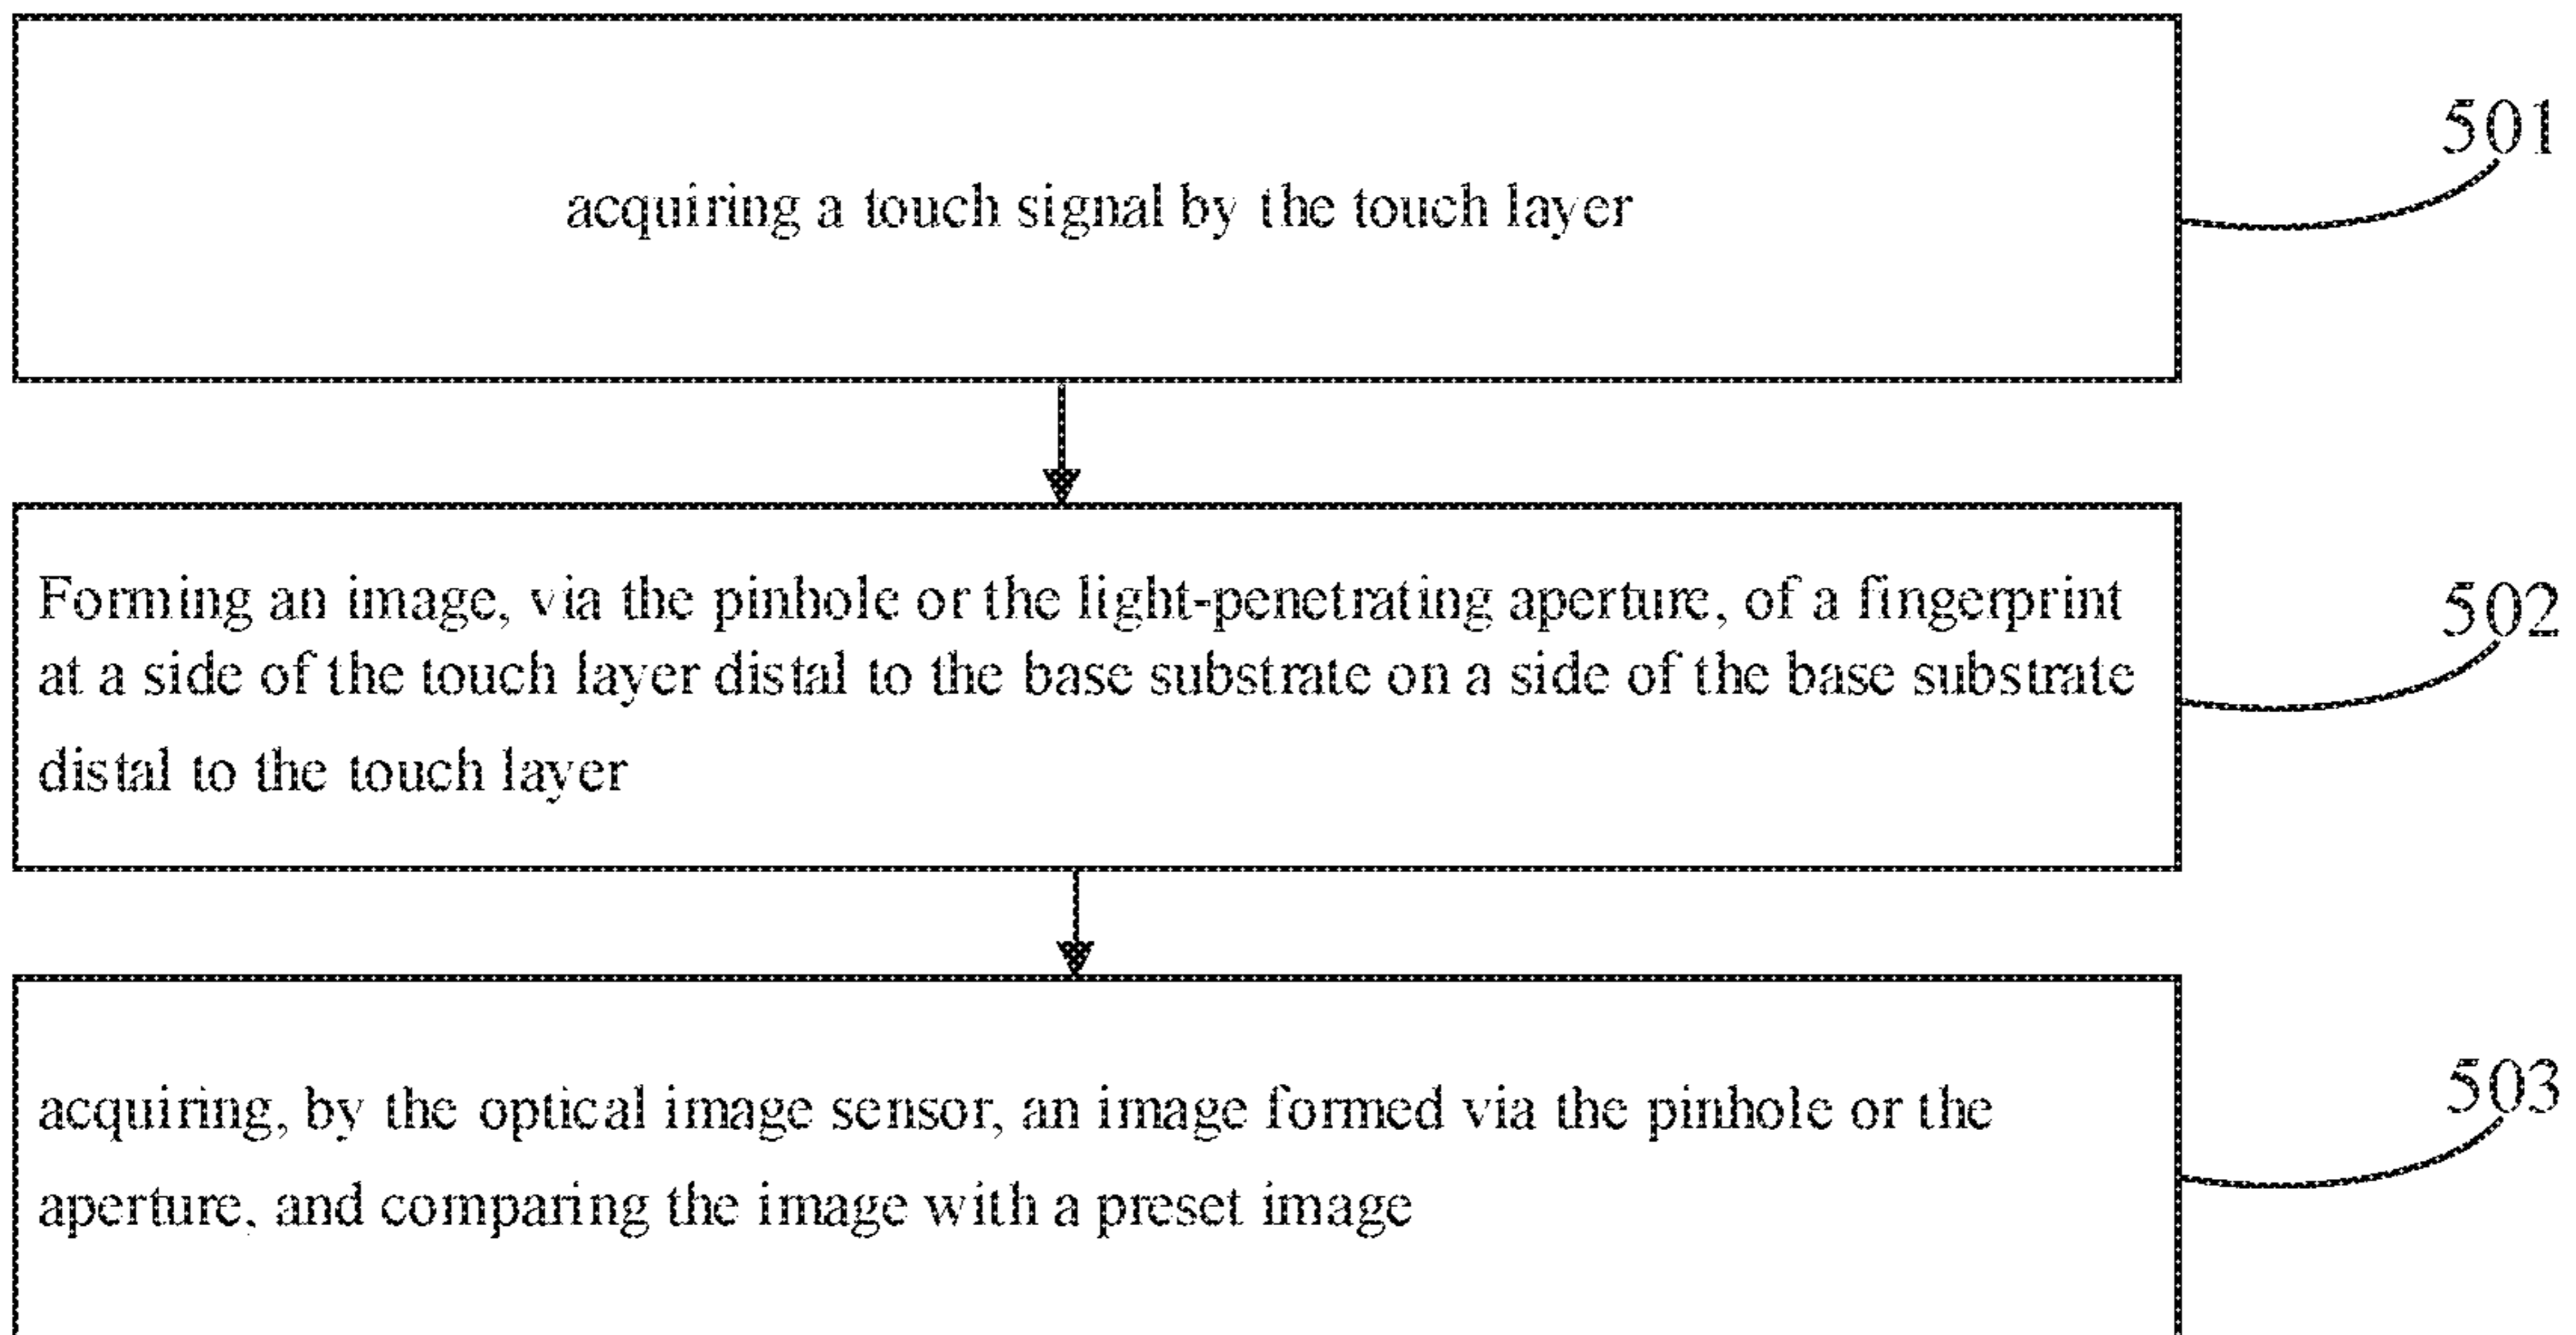 501
acquiring a touch signal by the touch layer
502
Forming an image, via the pinhole or the light-penetrating aperture, of a fingerprint
at a side of the touch layer distal to the base substrate on a side of the base substrate
distal to the touch layer
503
acquiring, by the optical image sensor, an image formed via the pinhole or the
aperture, and comparing the image with a preset image